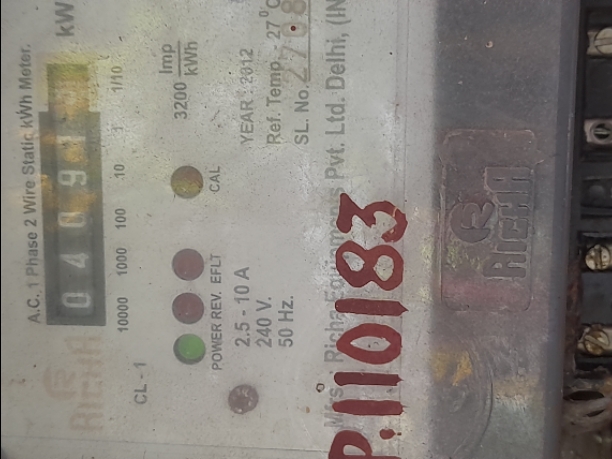 A.C. 1 Phase 2 Wire Static kWh Meter.
0 4 0 9 1
kW
10000 1000 100 10 1 1/10
RICHA
CL - 1
POWER REV. EFLT CAL
3200 Imp
kWh
2.5 - 10 A
240 V.
50 Hz.
YEAR : 2012
Ref. Temp. - 27 °C
SL. No.
M/s. : Richa Equipments Pvt. Ltd. Delhi, (IN
P.110183
R
RICHA